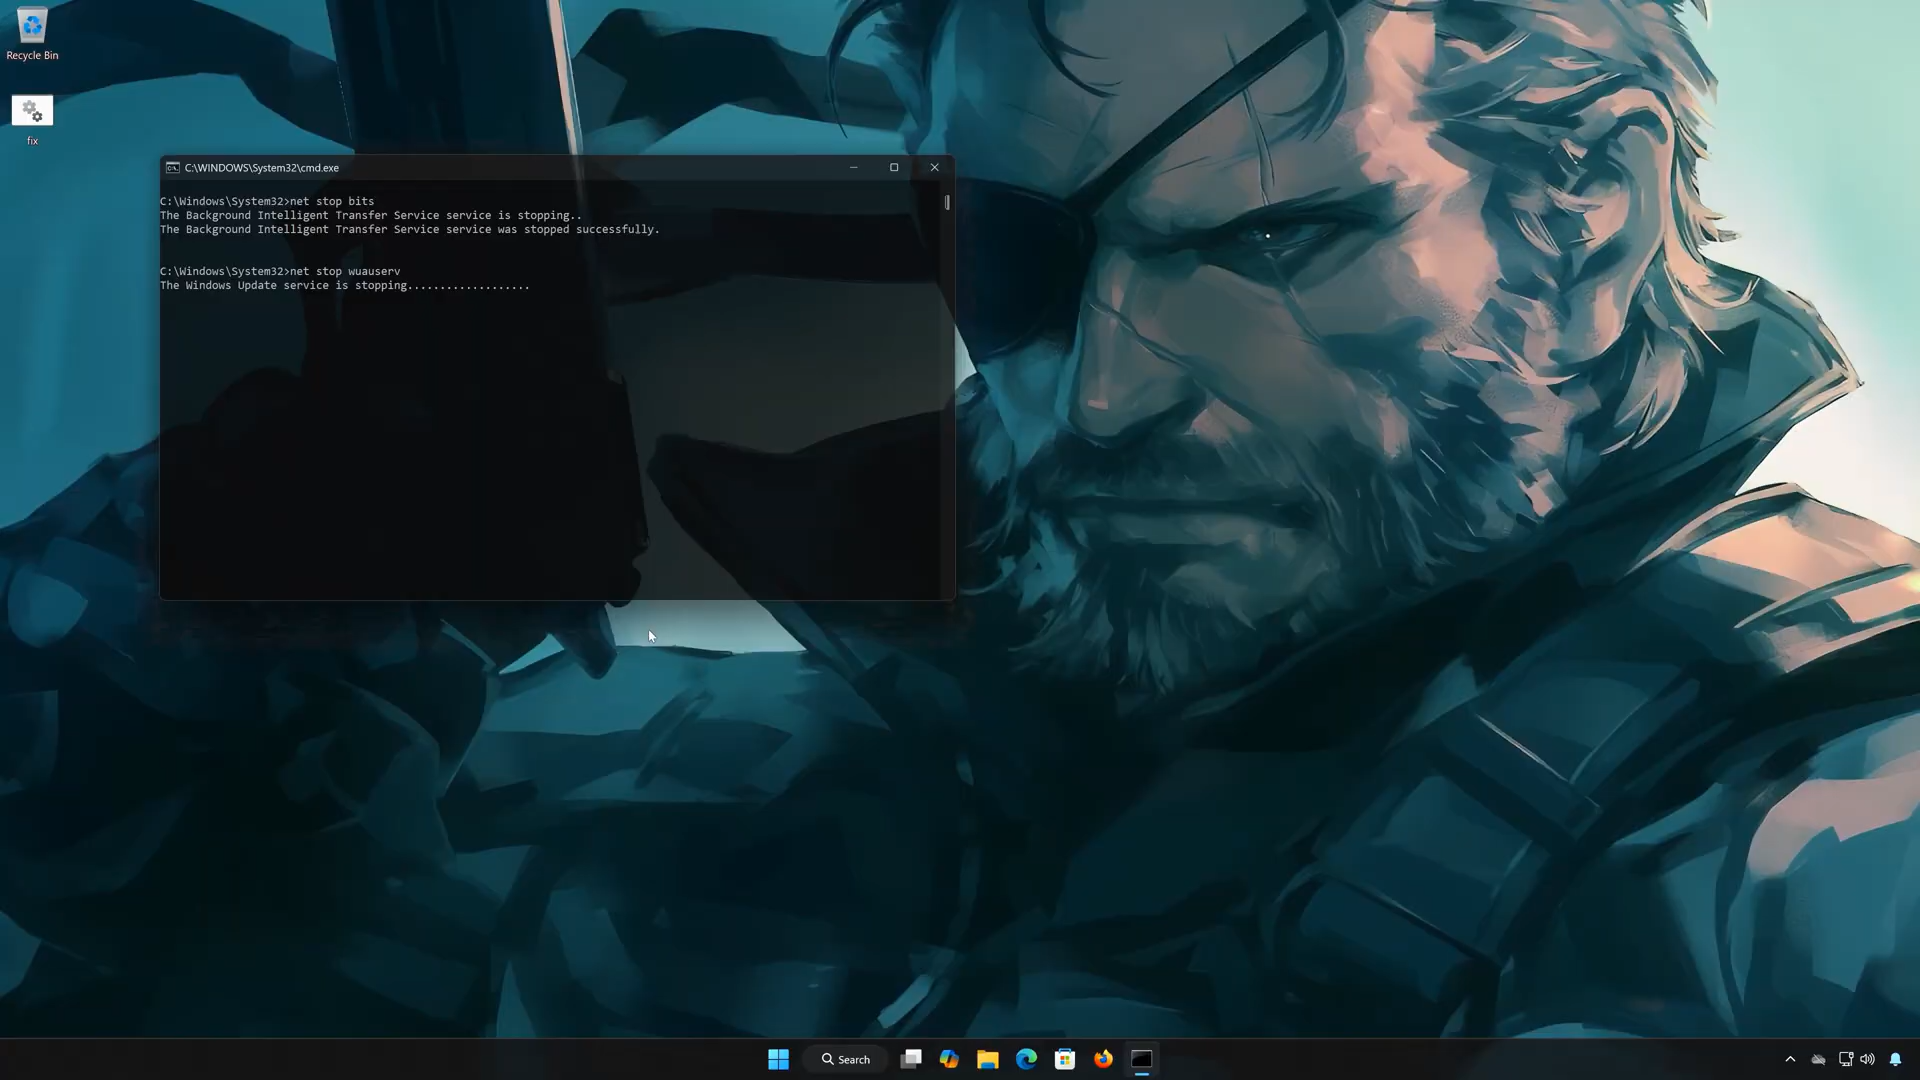 Recycle Bin
fix
C:\WINDOWS\System32\cmd.exe
C:\Windows\System32>net stop bits
The Background Intelligent Transfer Service service is stopping..
The Background Intelligent Transfer Service service was stopped successfully.
C:\Windows\System32>net stop wuauserv
The Windows Update service is stopping...................
Search